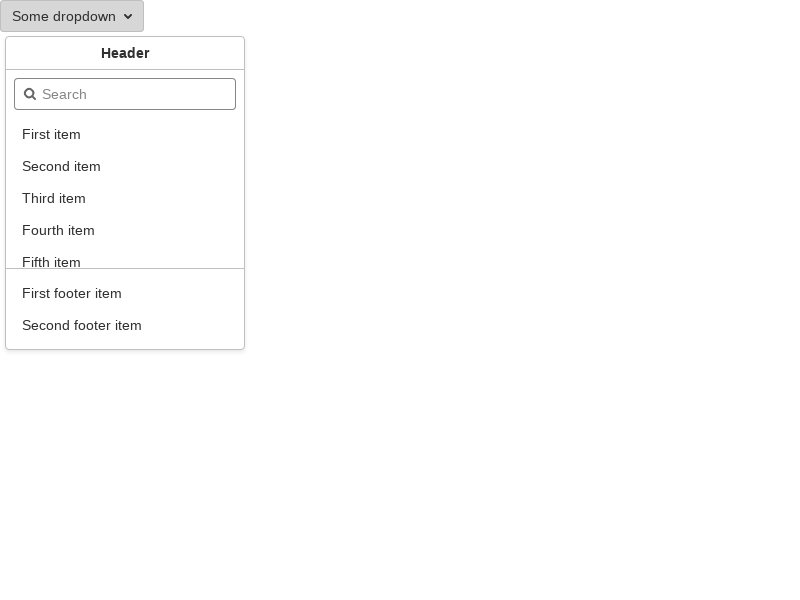 Some dropdown
Header
Search
First item
Second item
Third item
Fourth item
Fifth item
First footer item
Second footer item